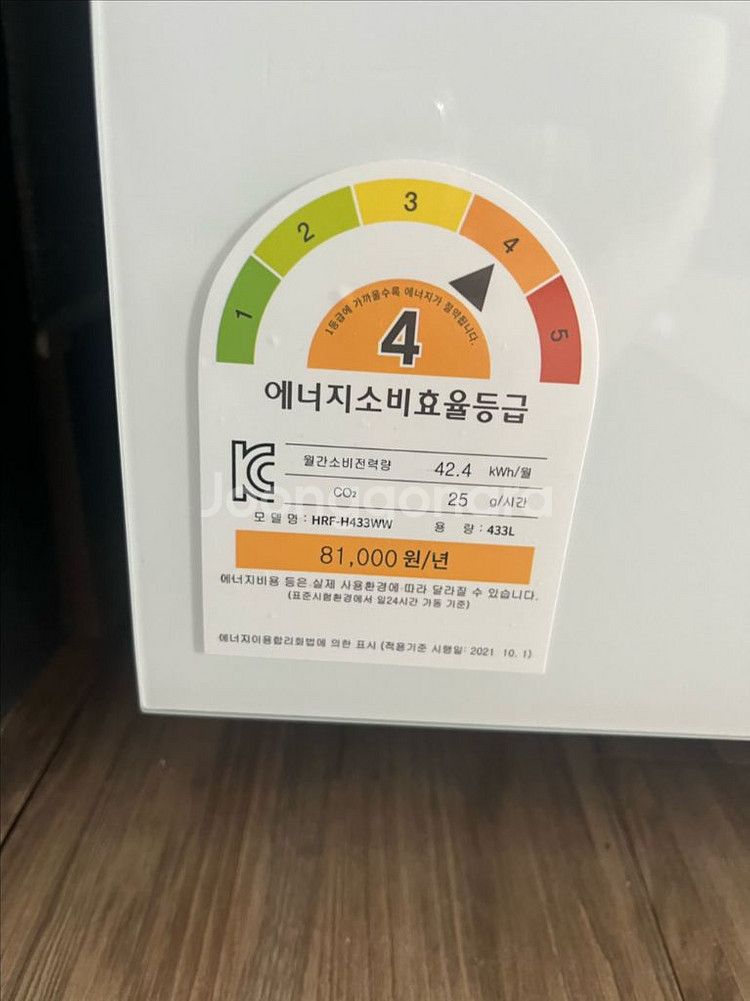 1
2
3
4
5
1등급에 가까울수록 에너지가 절약됩니다.
4
에너지소비효율등급
월간소비전력량 42.4 kWh/월
CO₂ 25 g/시간
모 델 명 : HRF-H433WW 용 량 : 433L
81,000 원/년
에너지비용 등은 실제 사용환경에 따라 달라질 수 있습니다.
(표준시험환경에서 일24시간 가동 기준)
에너지이용합리화법에 의한 표시 (적용기준 시행일: 2021 10. 1)
Joongonara